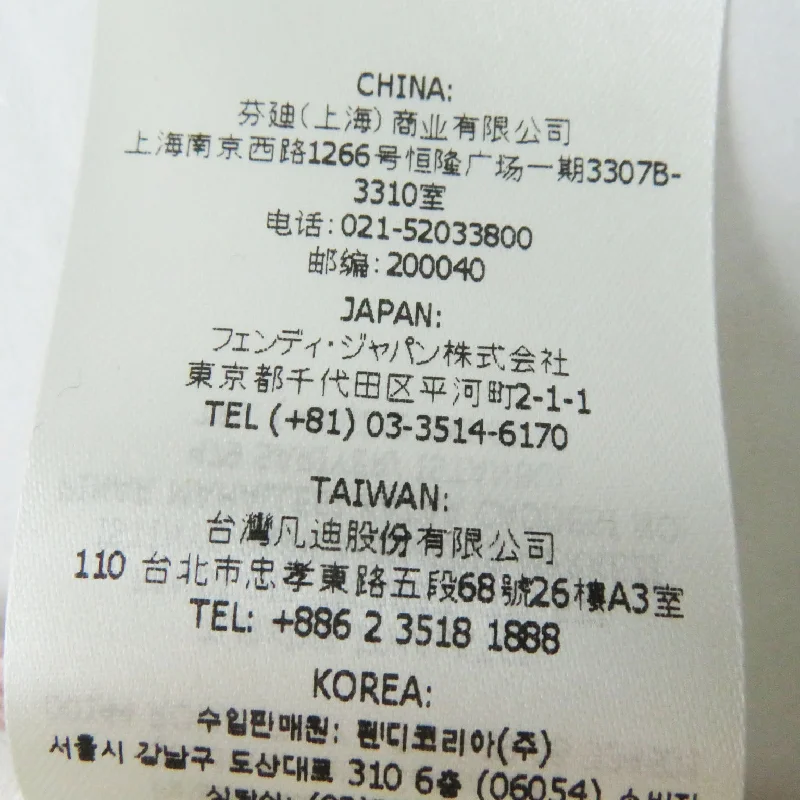 CHINA:
芬迪(上海)商业有限公司
上海南京西路1266号恒隆广场一期3307B-
3310室
电话:021-52033800
邮编:200040
JAPAN:
フェンディ・ジャパン株式会社
東京都千代田区平河町2-1-1
TEL (+81) 03-3514-6170
TAIWAN:
台灣凡迪股份有限公司
110 台北市忠孝東路五段68號26樓A3室
TEL: +886 2 3518 1888
KOREA:
수입판매원: 펜디코리아(주)
서울시 강남구 도산대로 310 6층 (06054)